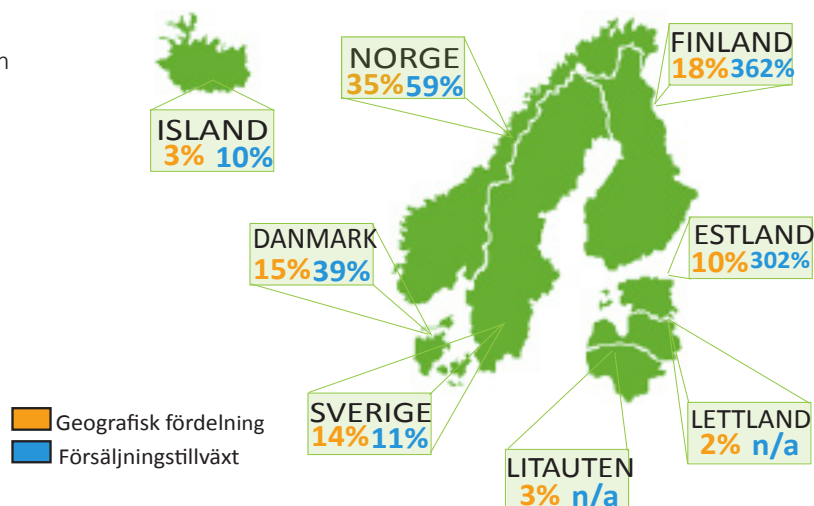 n
NORGE
35% 59%
FINLAND
18% 362%
ISLAND
3% 10%
DANMARK
15% 39%
ESTLAND
10% 302%
SVERIGE
14% 11%
LETTLAND
2% n/a
LITAUTEN
3% n/a
Geografisk fördelning
Försäljningstillväxt